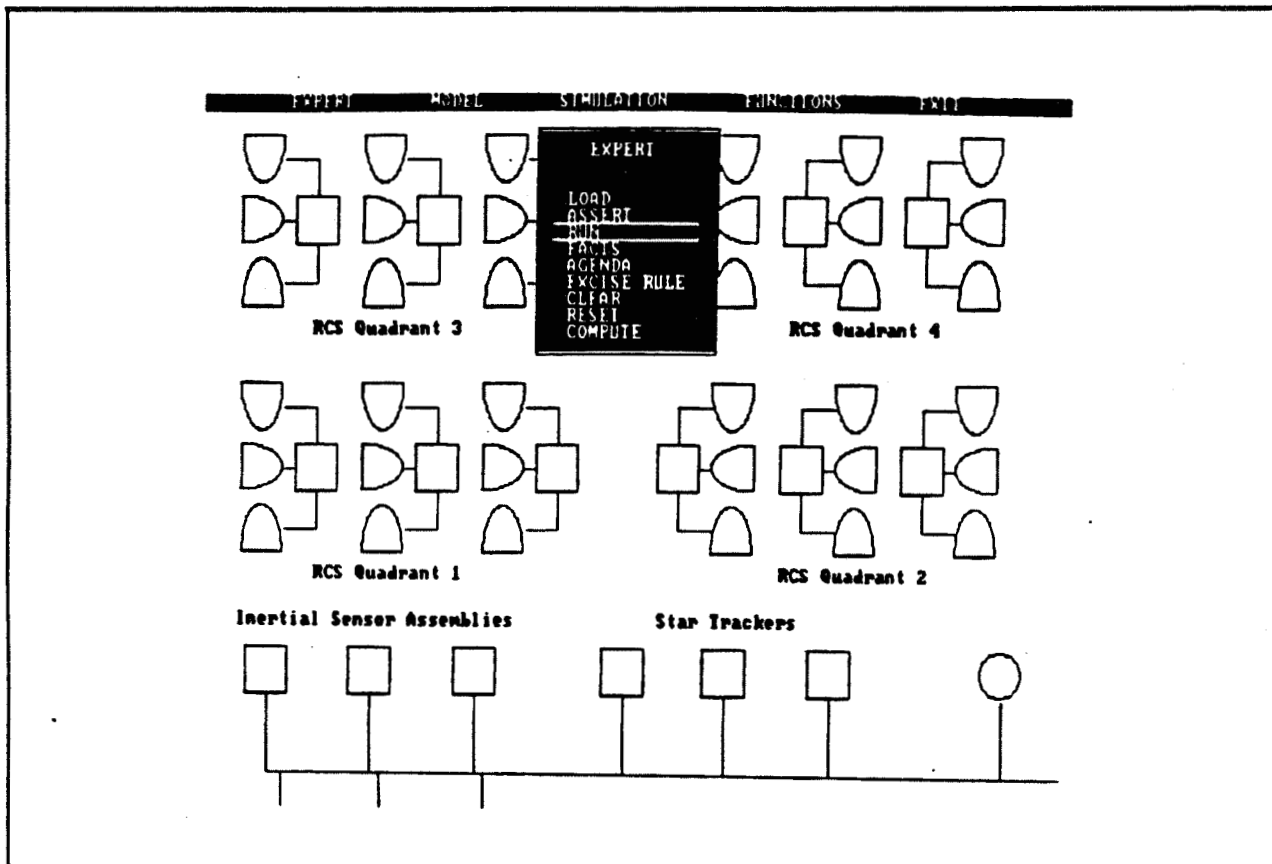 EXPERT MODEL SIMULATION FUNCTIONS EXIT
EXPERT
LOAD
ASSERT
RUN
FACTS
AGENDA
EXCISE RULE
CLEAR
RESET
COMPUTE
RCS Quadrant 3
RCS Quadrant 4
RCS Quadrant 1
RCS Quadrant 2
Inertial Sensor Assemblies
Star Trackers